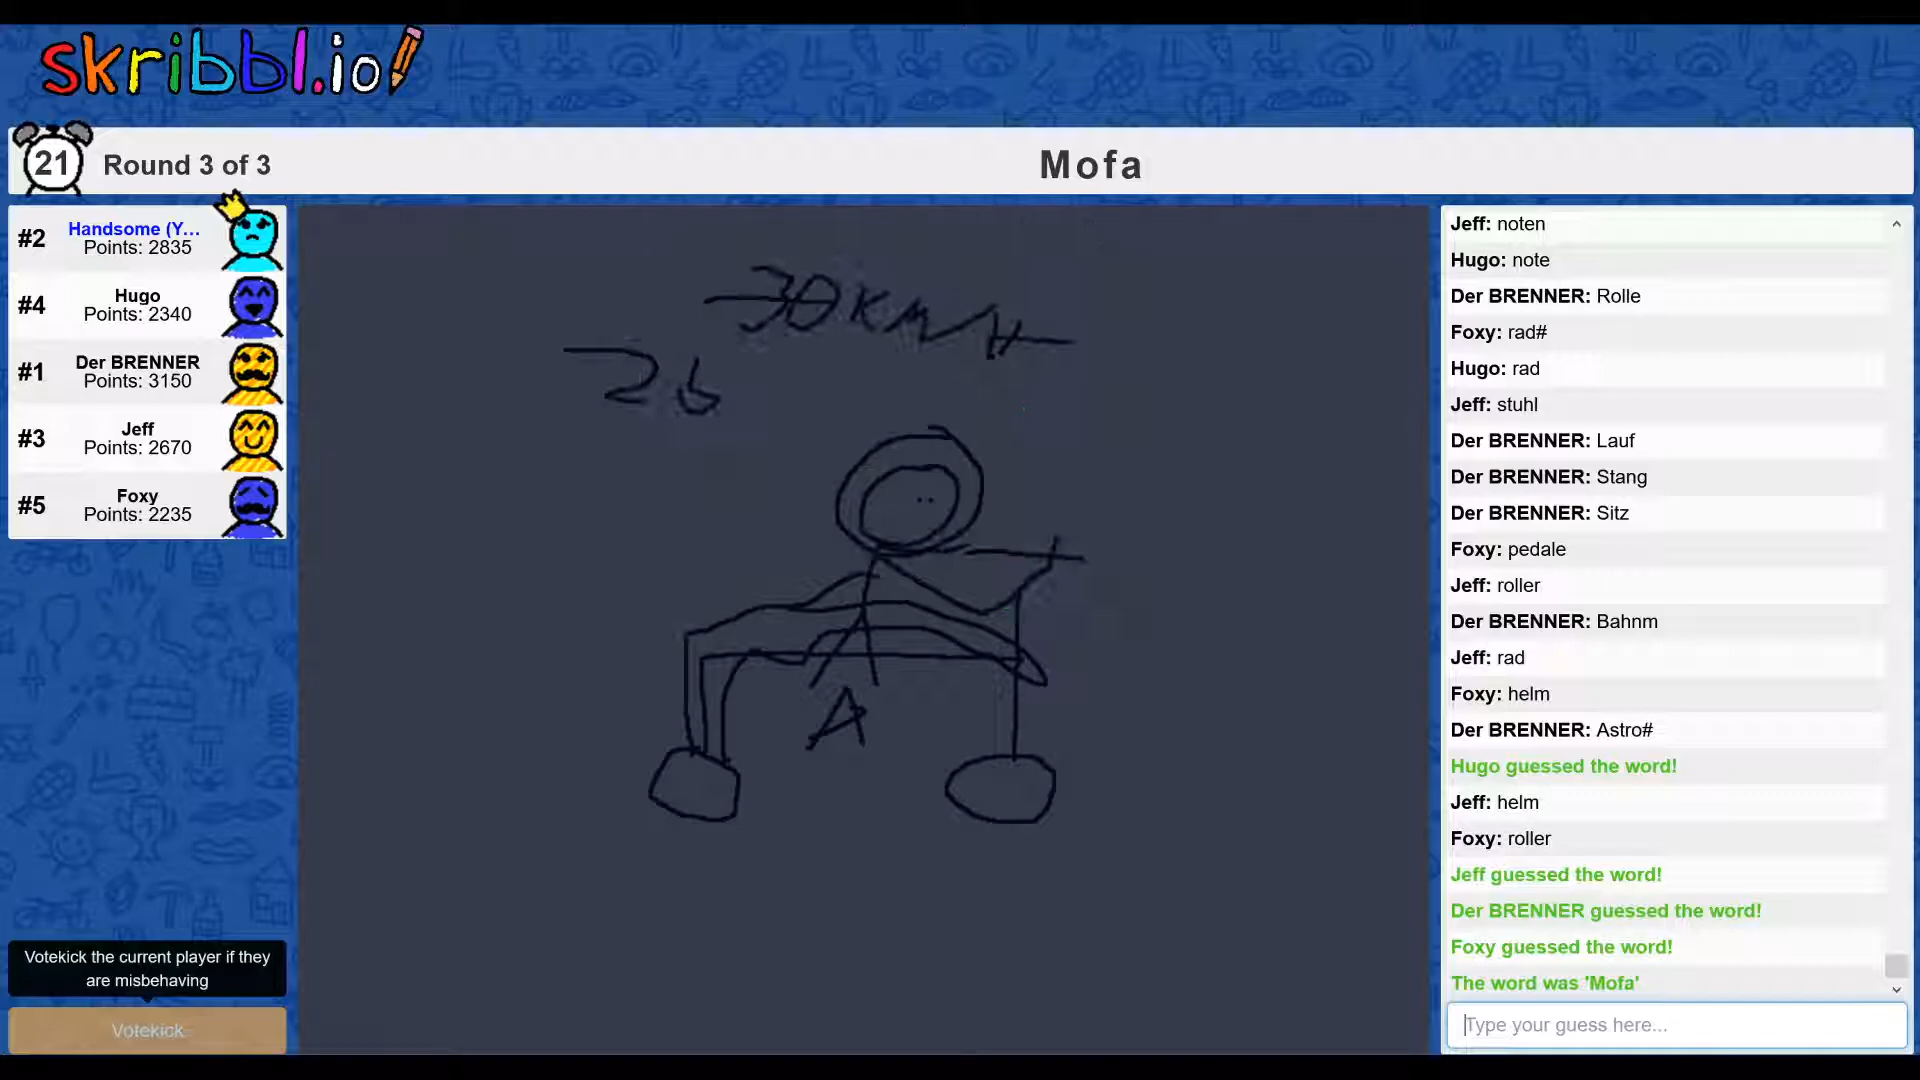 skribbl.io
21
Round 3 of 3
Mofa
#2
Handsome (Y...
Points: 2835
#4
Hugo
Points: 2340
#1
Der BRENNER
Points: 3150
#3
Jeff
Points: 2670
#5
Foxy
Points: 2235
Votekick the current player if they
are misbehaving
Votekick
30 KM/H
26
A
Jeff: noten
Hugo: note
Der BRENNER: Rolle
Foxy: rad#
Hugo: rad
Jeff: stuhl
Der BRENNER: Lauf
Der BRENNER: Stang
Der BRENNER: Sitz
Foxy: pedale
Jeff: roller
Der BRENNER: Bahnm
Jeff: rad
Foxy: helm
Der BRENNER: Astro#
Hugo guessed the word!
Jeff: helm
Foxy: roller
Jeff guessed the word!
Der BRENNER guessed the word!
Foxy guessed the word!
The word was 'Mofa'
Type your guess here...